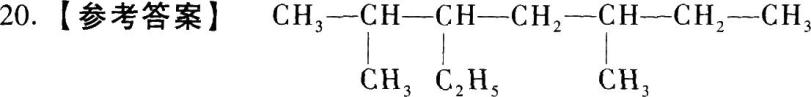 20. 【参考答案】 CH₃—CH—CH—CH₂—CH—CH₂—CH₃
CH₃ C₂H₅ CH₃